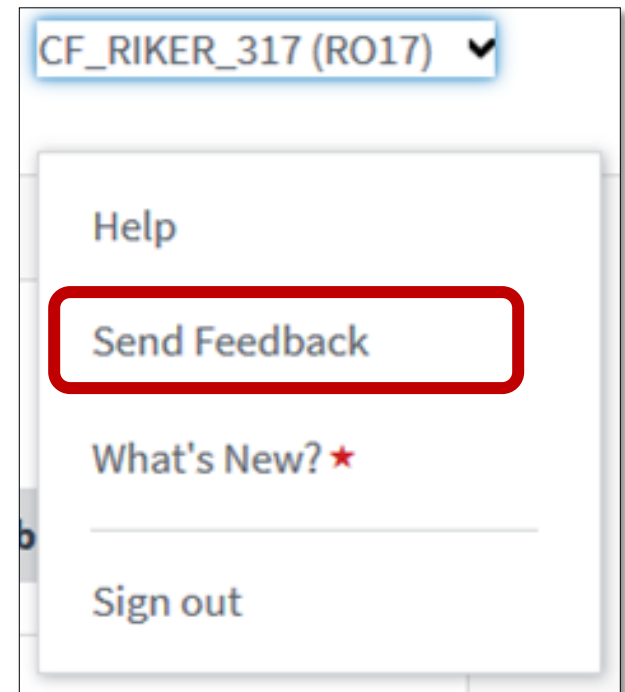 CF_RIKER_317 (RO17)
Help
Send Feedback
What's New? ★
b
Sign out